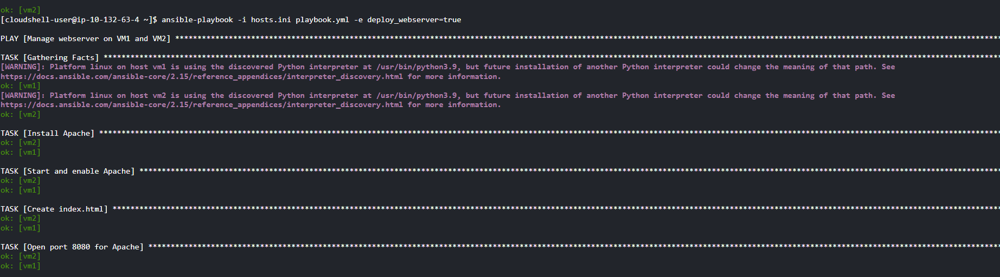 ok: [vm2]
[cloudshell-user@ip-10-132-63-4 ~]$ ansible-playbook -i hosts.ini playbook.yml -e deploy_webserver=true
PLAY [Manage webserver on VM1 and VM2] ****************************************************************************************************************************************************************************************
TASK [Gathering Facts] ********************************************************************************************************************************************************************************************************
[WARNING]: Platform linux on host vm1 is using the discovered Python interpreter at /usr/bin/python3.9, but future installation of another Python interpreter could change the meaning of that path. See
https://docs.ansible.com/ansible-core/2.15/reference_appendices/interpreter_discovery.html for more information.
ok: [vm1]
[WARNING]: Platform linux on host vm2 is using the discovered Python interpreter at /usr/bin/python3.9, but future installation of another Python interpreter could change the meaning of that path. See
https://docs.ansible.com/ansible-core/2.15/reference_appendices/interpreter_discovery.html for more information.
ok: [vm2]
TASK [Install Apache] *********************************************************************************************************************************************************************************************************
ok: [vm2]
ok: [vm1]
TASK [Start and enable Apache] ************************************************************************************************************************************************************************************************
ok: [vm2]
ok: [vm1]
TASK [Create index.html] ******************************************************************************************************************************************************************************************************
ok: [vm2]
ok: [vm1]
TASK [Open port 8080 for Apache] **********************************************************************************************************************************************************************************************
ok: [vm2]
ok: [vm1]